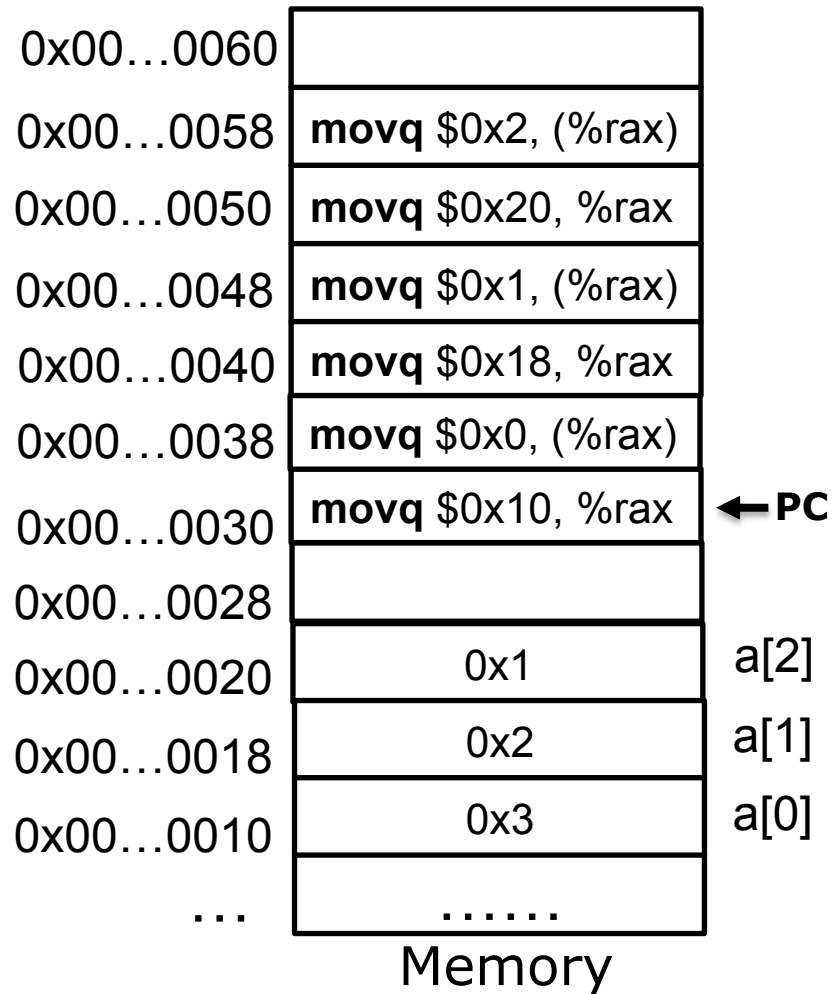 0x00…0060
0x00…0058 movq $0x2, (%rax)
0x00…0050 movq $0x20, %rax
0x00…0048 movq $0x1, (%rax)
0x00…0040 movq $0x18, %rax
0x00…0038 movq $0x0, (%rax)
0x00…0030 movq $0x10, %rax PC
0x00…0028
0x00…0020 0x1 a[2]
0x00…0018 0x2 a[1]
0x00…0010 0x3 a[0]
… ……
Memory